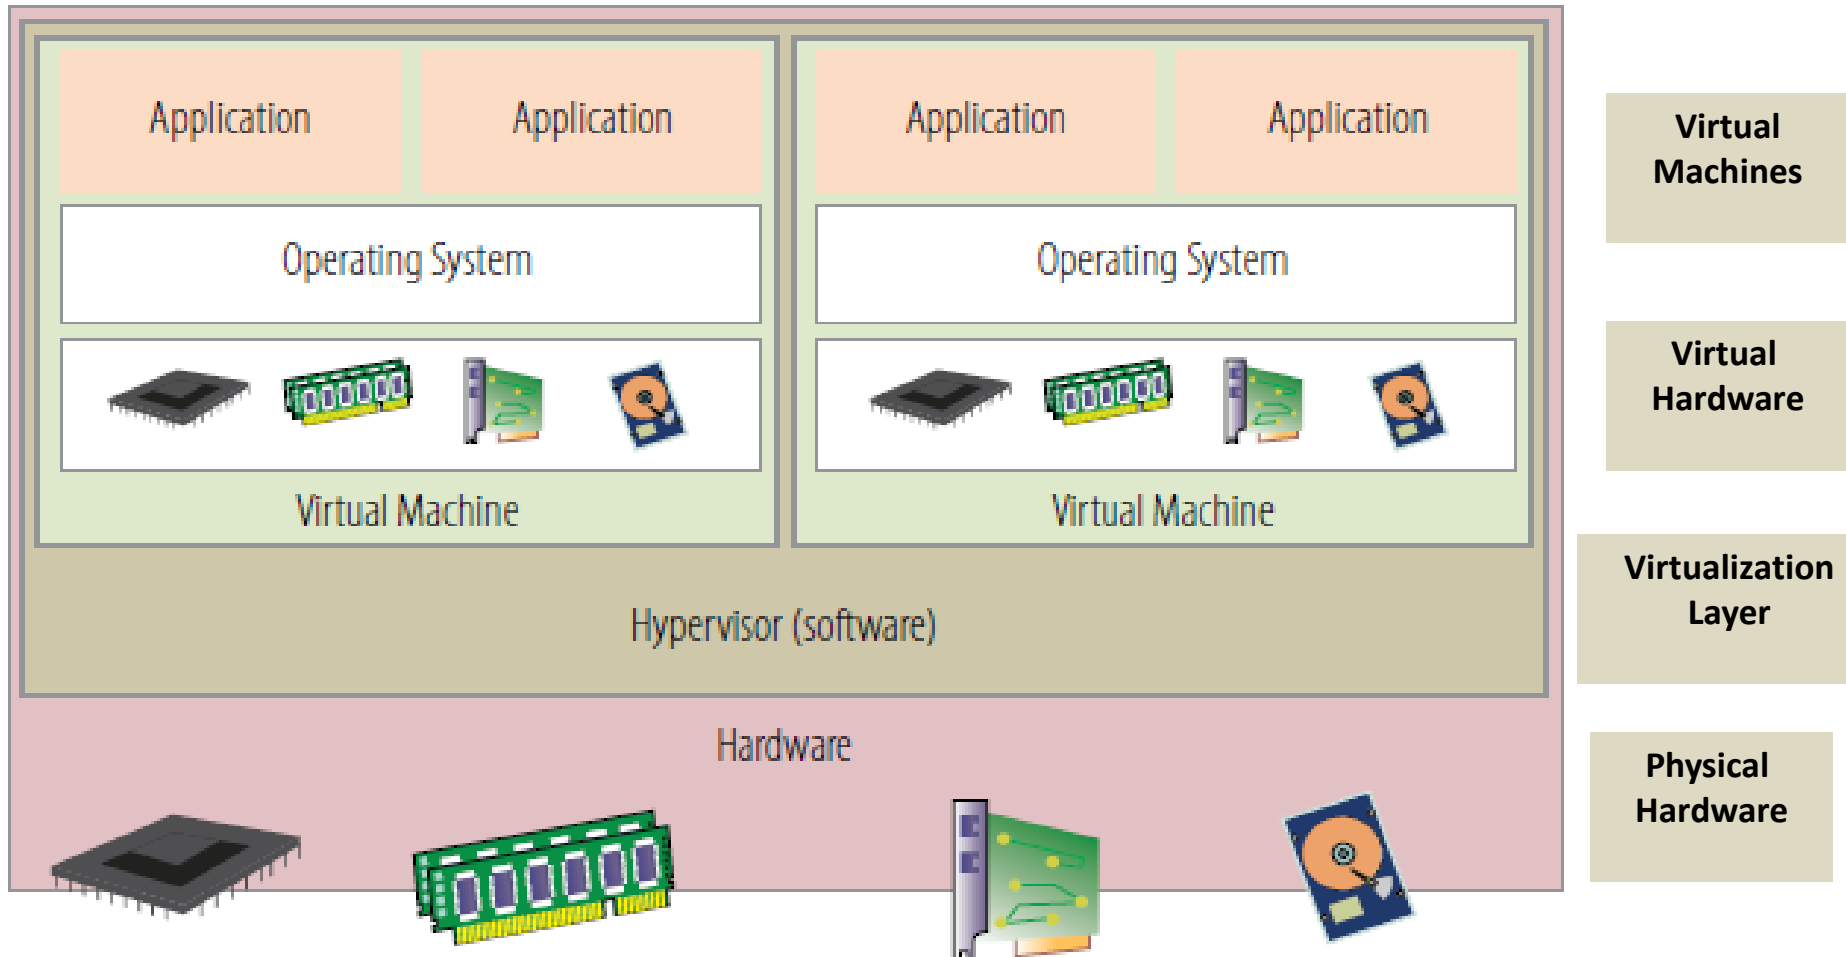 Application
Application
Application
Application
Operating System
Operating System
Virtual Machine
Virtual Machine
Hypervisor (software)
Hardware
Virtual
Machines
Virtual
Hardware
Virtualization
Layer
Physical
Hardware